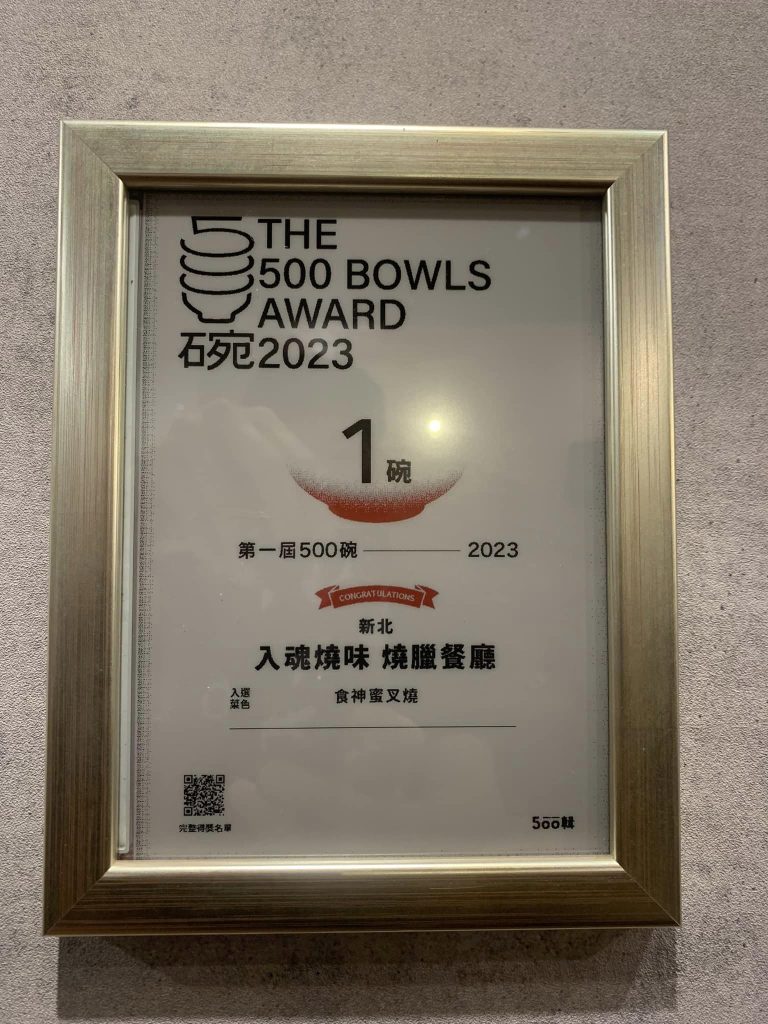 THE
500 BOWLS
AWARD
碗2023
1碗
第一屆500碗 2023
CONGRATULATIONS
新北
入魂燒味 燒臘餐廳
入選
菜色
食神蜜叉燒
完整得獎名單
500輯